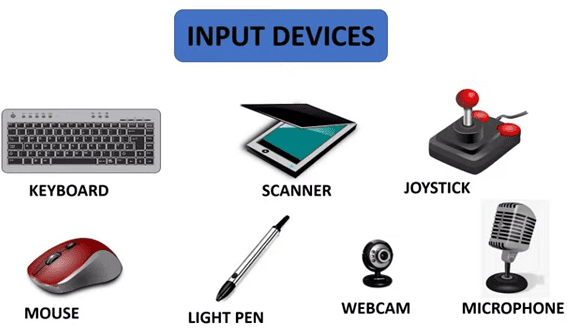 INPUT DEVICES
KEYBOARD
SCANNER
JOYSTICK
MOUSE
LIGHT PEN
WEBCAM
MICROPHONE